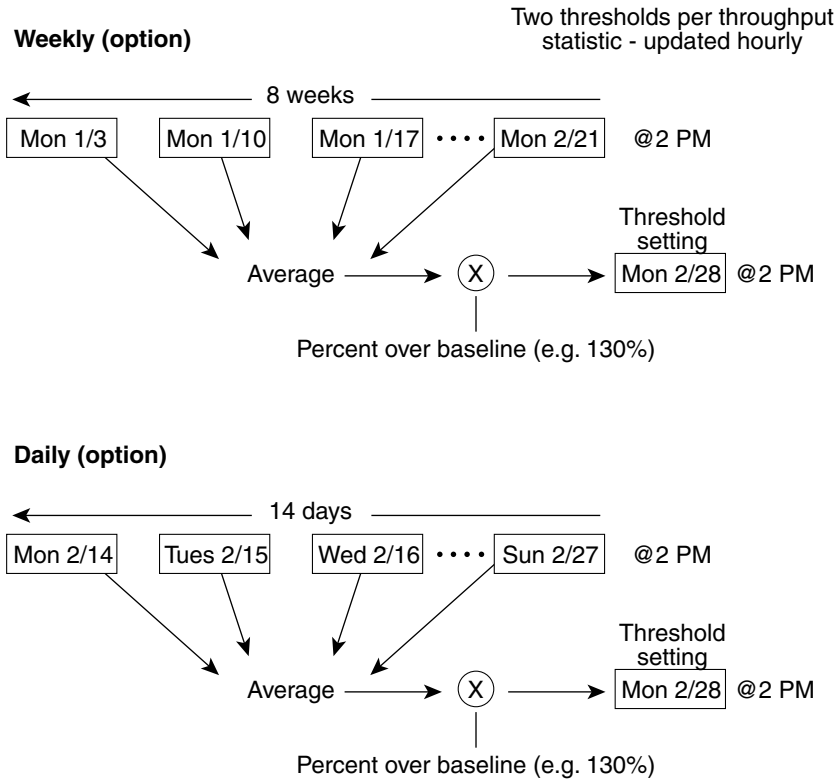 Two thresholds per throughput
statistic - updated hourly
Weekly (option)
8 weeks
Mon 1/3 Mon 1/10 Mon 1/17 •••• Mon 2/21 @2 PM
Threshold
setting
Average X Mon 2/28 @2 PM
Percent over baseline (e.g. 130%)
Daily (option)
14 days
Mon 2/14 Tues 2/15 Wed 2/16 •••• Sun 2/27 @2 PM
Threshold
setting
Average X Mon 2/28 @2 PM
Percent over baseline (e.g. 130%)